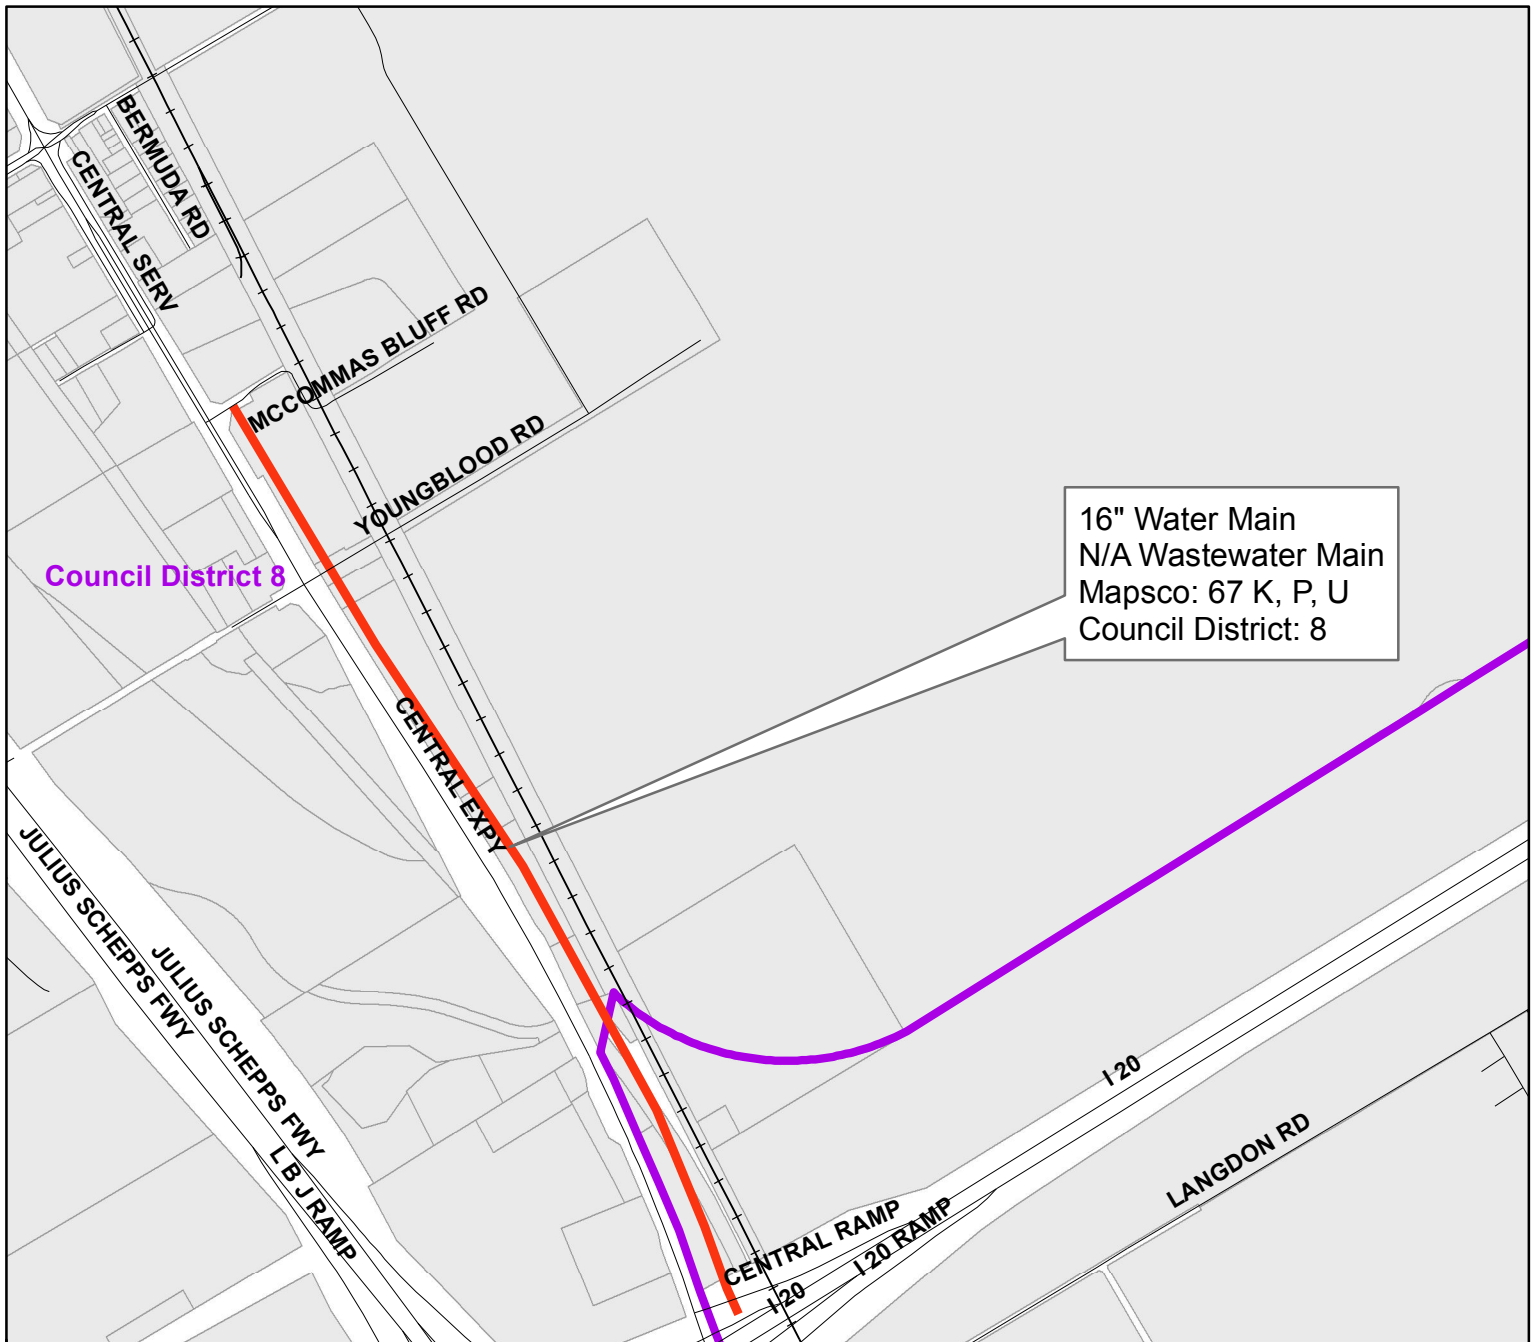 BERMUDA RD
CENTRAL SERV
MCCOMMAS BLUFF RD
YOUNGBLOOD RD
16" Water Main
N/A Wastewater Main
Mapsco: 67 K, P, U
Council District: 8
Council District 8
CENTRAL EXPY
JULIUS SCHEPPS FWY
JULIUS SCHEPPS FWY
L B J RAMP
I 20
LANGDON RD
CENTRAL RAMP
I 20 RAMP
I 20